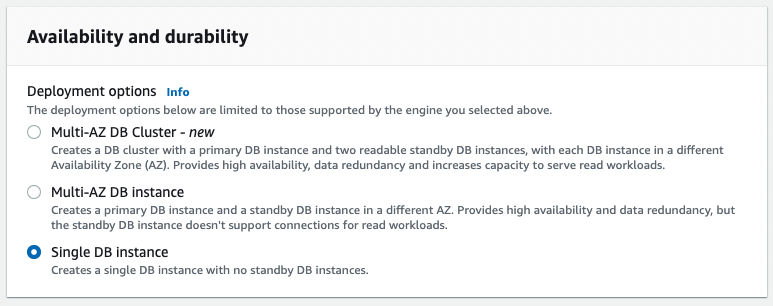 Availability and durability
Deployment options Info
The deployment options below are limited to those supported by the engine you selected above.
Multi-AZ DB Cluster - new
Creates a DB cluster with a primary DB instance and two readable standby DB instances, with each DB instance in a different
Availability Zone (AZ). Provides high availability, data redundancy and increases capacity to serve read workloads.
Multi-AZ DB instance
Creates a primary DB instance and a standby DB instance in a different AZ. Provides high availability and data redundancy, but
the standby DB instance doesn't support connections for read workloads.
Single DB instance
Creates a single DB instance with no standby DB instances.